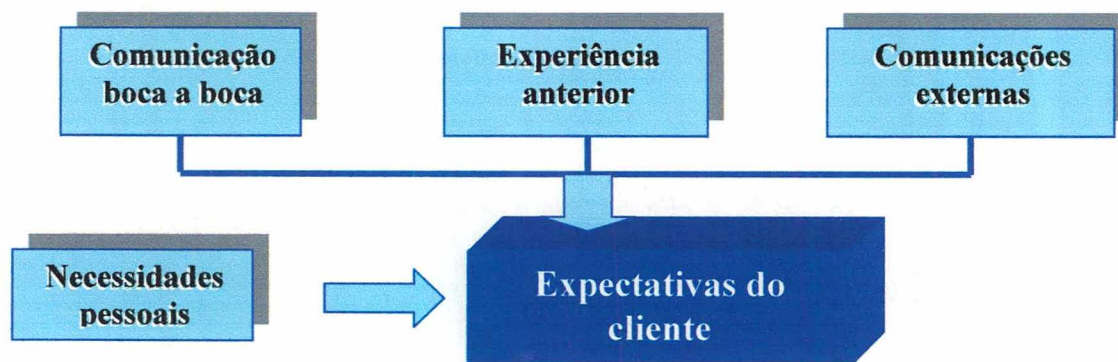 Comunicação
boca a boca
Experiência
anterior
Comunicações
externas
Necessidades
pessoais
Expectativas do
cliente